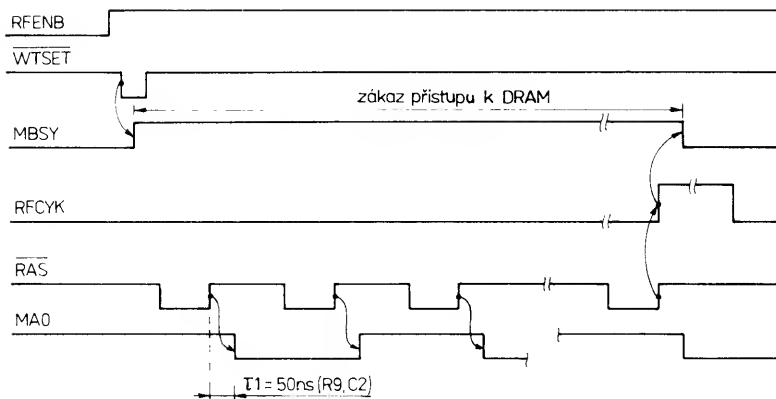 RFENB
WTSET
zákaz přístupu k DRAM
MBSY
RFCYK
RAS
MA0
τ1 = 50ns (R9, C2)